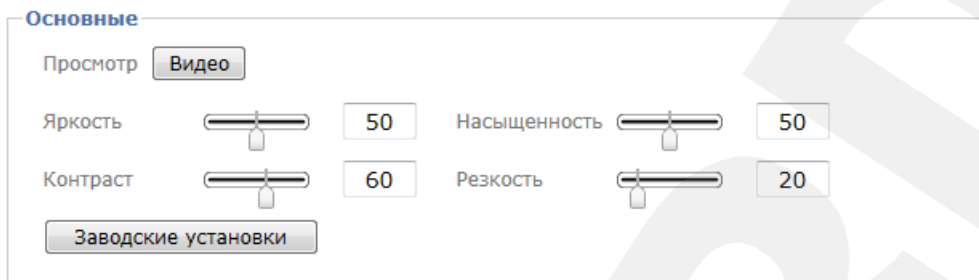 Основные
Просмотр Видео
Яркость 50 Насыщенность 50
Контраст 60 Резкость 20
Заводские установки